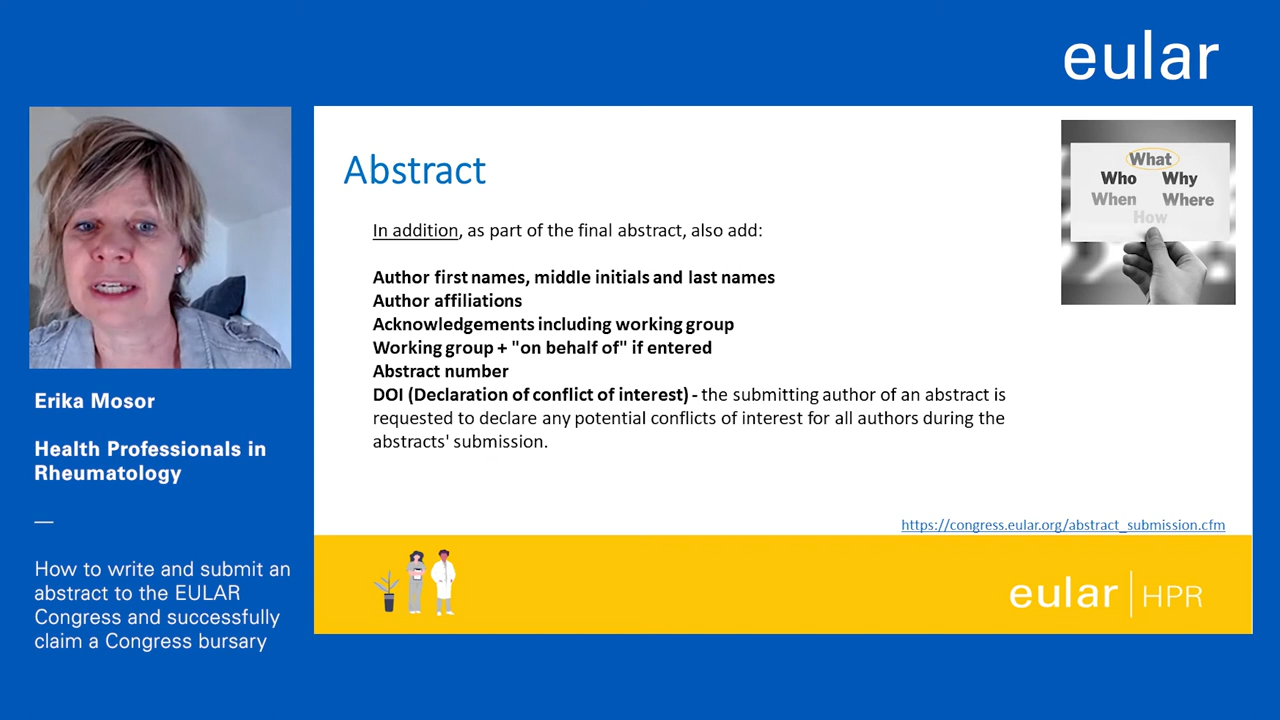 eular
Abstract
In addition, as part of the final abstract, also add:
Author first names, middle initials and last names
Author affiliations
Acknowledgements including working group
Working group + "on behalf of" if entered
Abstract number
DOI (Declaration of conflict of interest) - the submitting author of an abstract is
requested to declare any potential conflicts of interest for all authors during the
abstracts' submission.
https://congress.eular.org/abstract_submission.cfm
What
Who Why
When Where
How
Erika Mosor
Health Professionals in
Rheumatology
—
How to write and submit an
abstract to the EULAR
Congress and successfully
claim a Congress bursary
eular | HPR